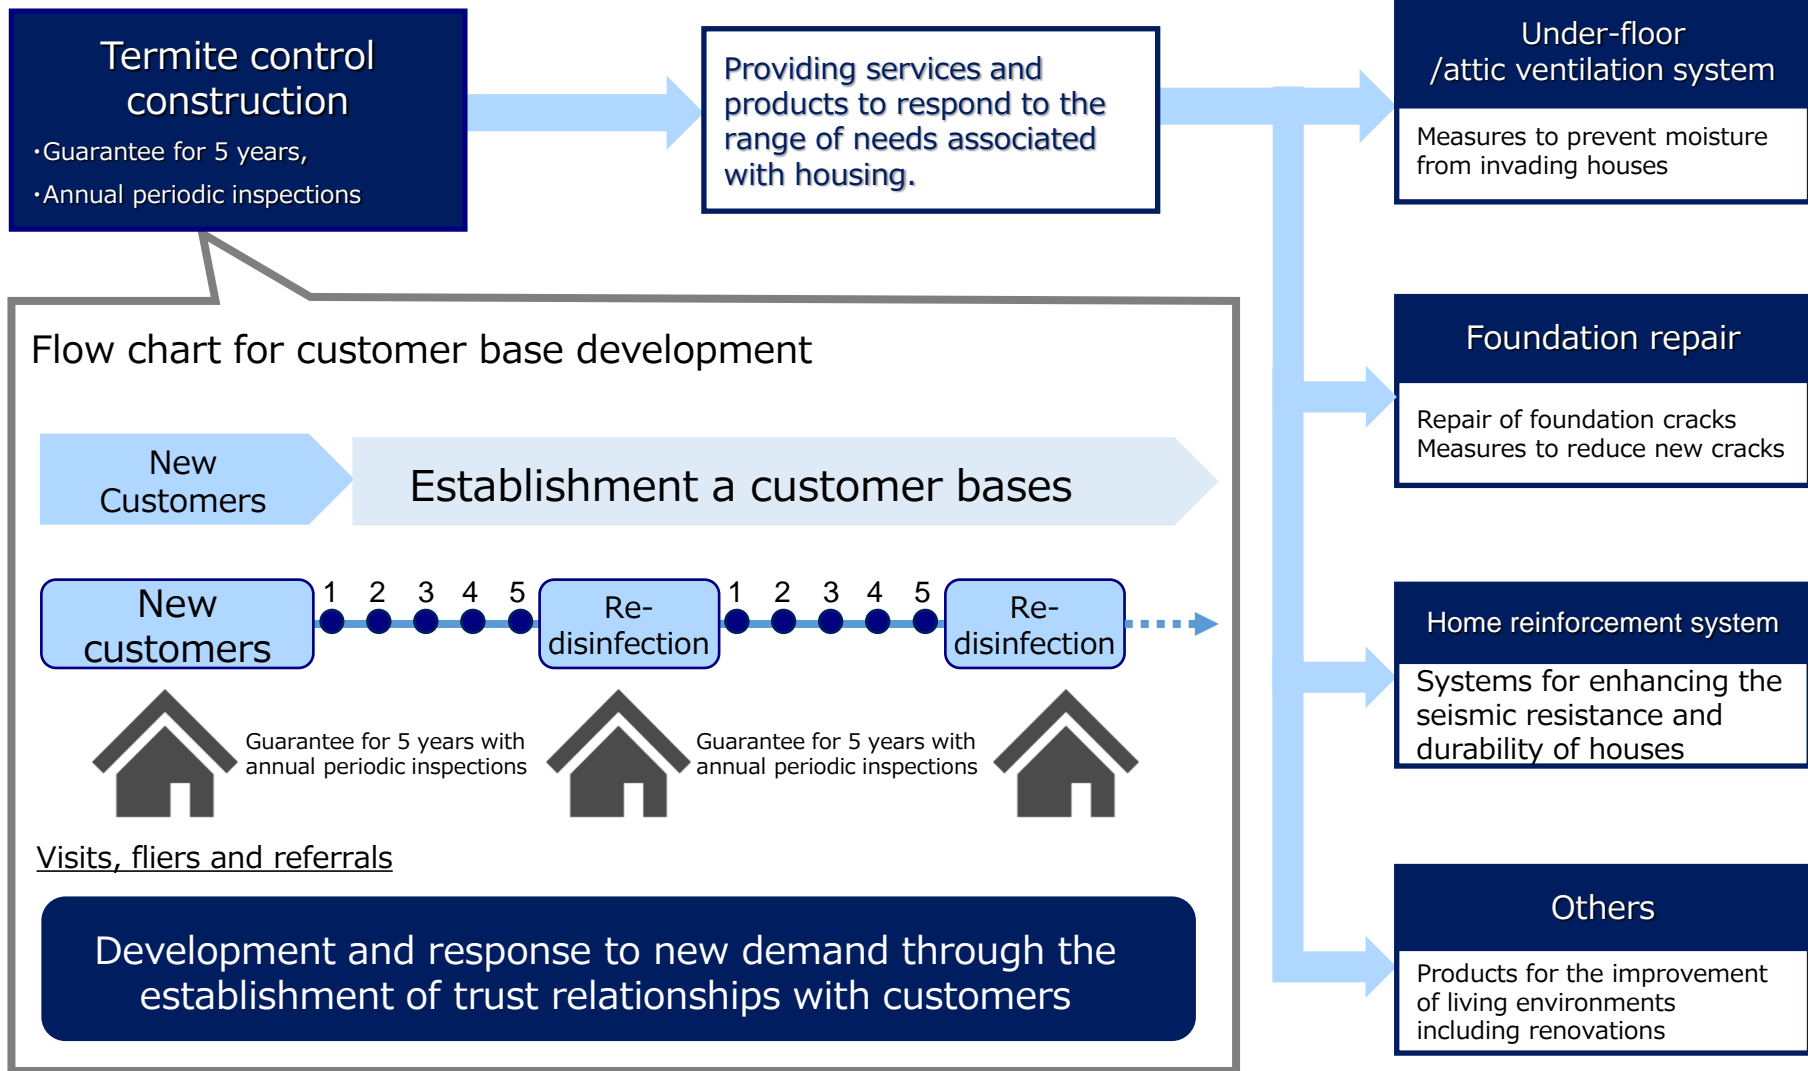 Termite control
construction
・Guarantee for 5 years,
・Annual periodic inspections
Providing services and
products to respond to the
range of needs associated
with housing.
Under-floor
/attic ventilation system
Measures to prevent moisture
from invading houses
Foundation repair
Repair of foundation cracks
Measures to reduce new cracks
Home reinforcement system
Systems for enhancing the
seismic resistance and
durability of houses
Others
Products for the improvement
of living environments
including renovations
Flow chart for customer base development
New
Customers
Establishment a customer bases
New
customers
1 2 3 4 5
Re-
disinfection
1 2 3 4 5
Re-
disinfection
Guarantee for 5 years with
annual periodic inspections
Guarantee for 5 years with
annual periodic inspections
Visits, fliers and referrals
Development and response to new demand through the
establishment of trust relationships with customers